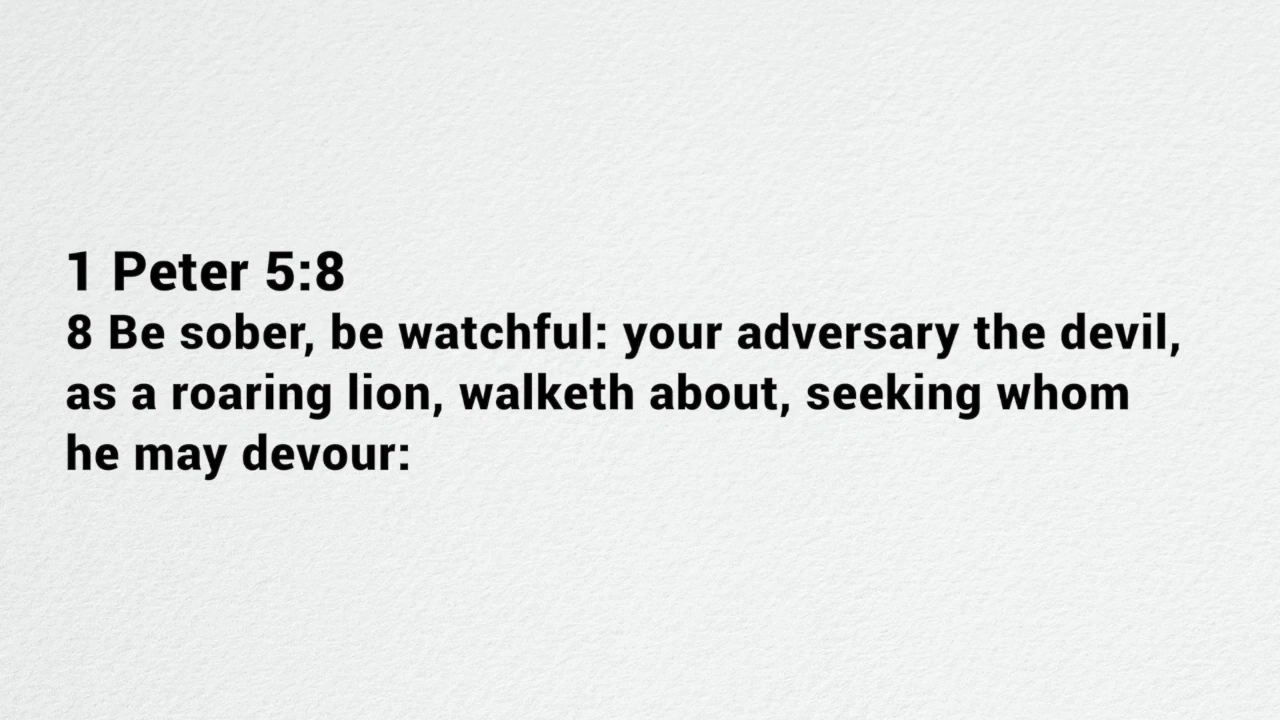 1 Peter 5:8
8 Be sober, be watchful: your adversary the devil,
as a roaring lion, walketh about, seeking whom
he may devour: